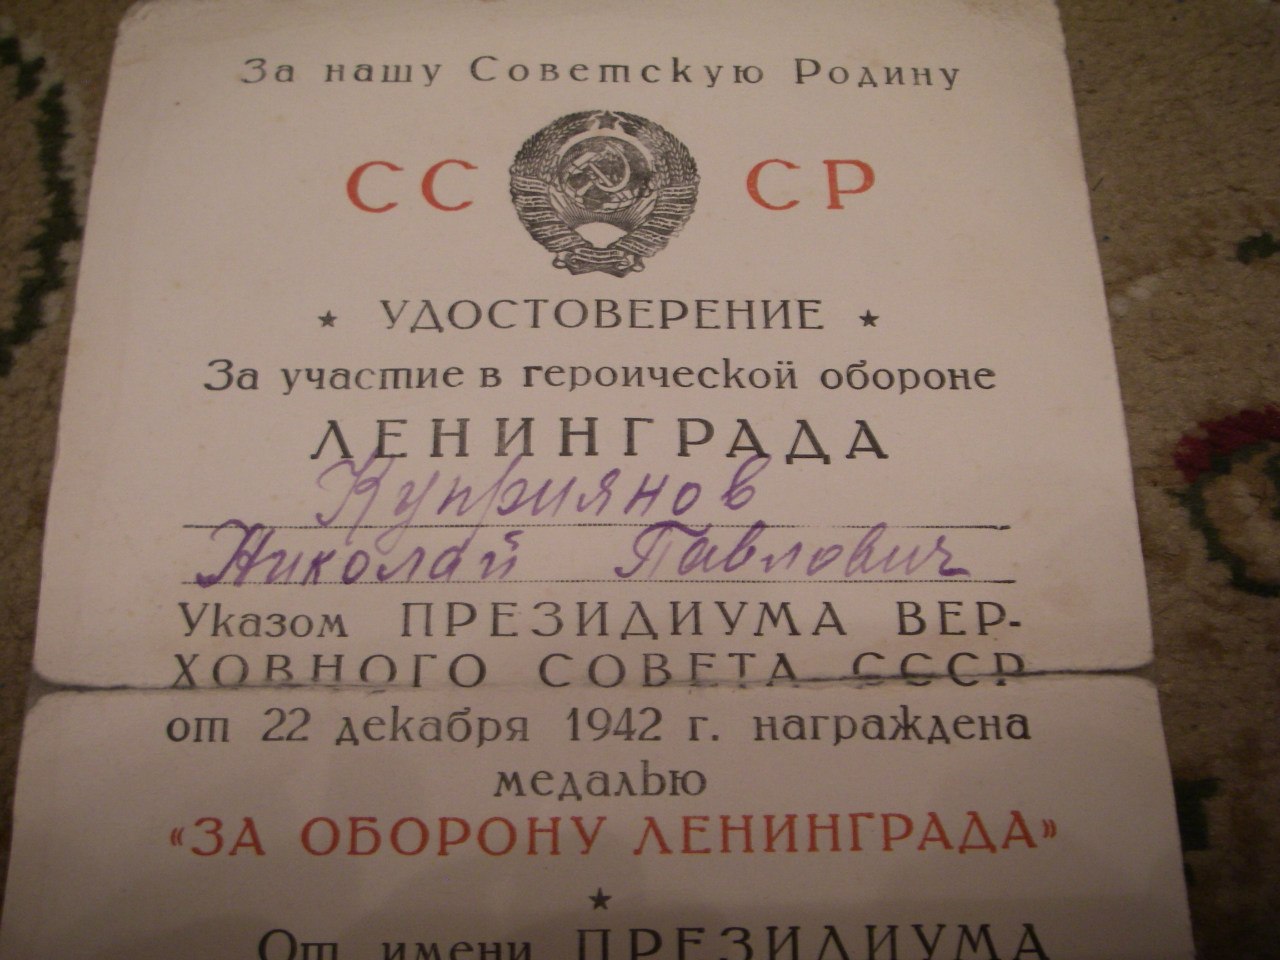 За нашу Советскую Родину
СС СР
★ УДОСТОВЕРЕНИЕ ★
За участие в героической обороне
ЛЕНИНГРАДА
Куприянов
Николай Павлович
Указом ПРЕЗИДИУМА ВЕР-
ХОВНОГО СОВЕТА СССР
от 22 декабря 1942 г. награждена
медалью
«ЗА ОБОРОНУ ЛЕНИНГРАДА»
★
От имени ПРЕЗИДИУМА